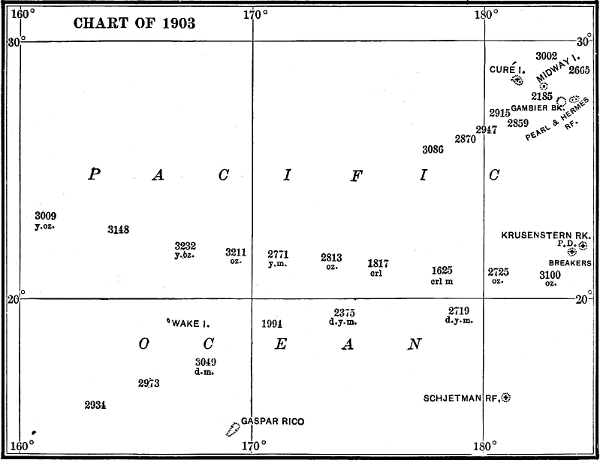 160° 170° 180°
CHART OF 1903
30° 30°
3002
MIDWAY I.
CURÉ I.
2605
2185
GAMBIER BK.
PEARL & HERMES
RF.
2915
2859
2947
2870
3086
P A C I F I C
3009
y.oz.
3148
3232
y.oz.
3211
oz.
2771
y.m.
2813
oz.
1817
crl
1625
crl m
2725
oz.
3100
oz.
KRUSENSTERN RK.
P.D.
BREAKERS
20° 20°
WAKE I.
1994
2375
d.y.m.
2719
d.y.m.
O C E A N
3049
d.m.
2973
2934
SCHJETMAN RF.
GASPAR RICO
160° 170° 180°